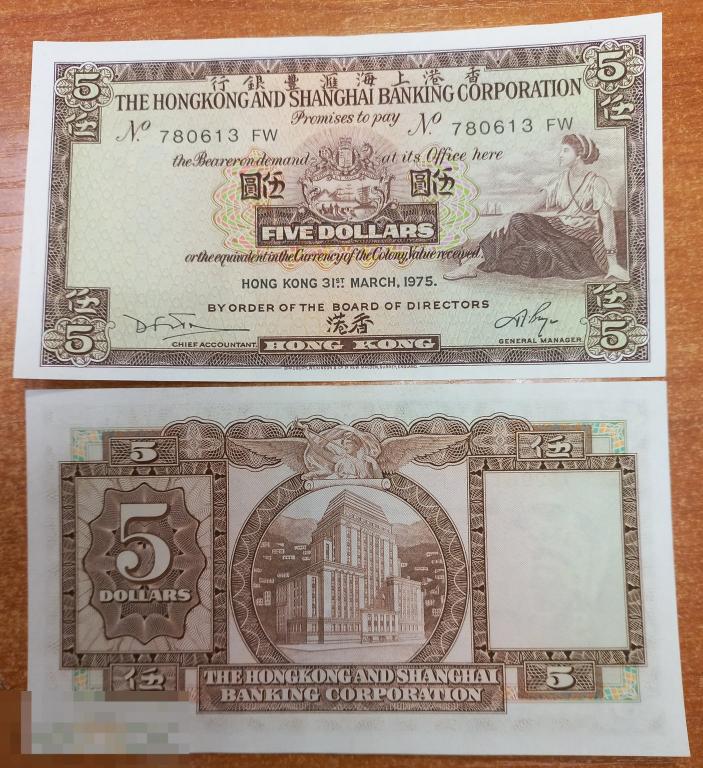 5 5
伍 行銀豐滙海上港香 伍
THE HONGKONG AND SHANGHAI BANKING CORPORATION
Promises to pay
Nº 780613 FW Nº 780613 FW
the Bearer on demand at its Office here
圓伍 圓伍
FIVE DOLLARS
or the equivalent in the Currency of the Colony, Value received.
HONG KONG 31ST MARCH, 1975.
BY ORDER OF THE BOARD OF DIRECTORS
伍 港香 伍
5 5
CHIEF ACCOUNTANT. HONG KONG GENERAL MANAGER.
5 伍
5
DOLLARS
伍 5
THE HONGKONG AND SHANGHAI
BANKING CORPORATION